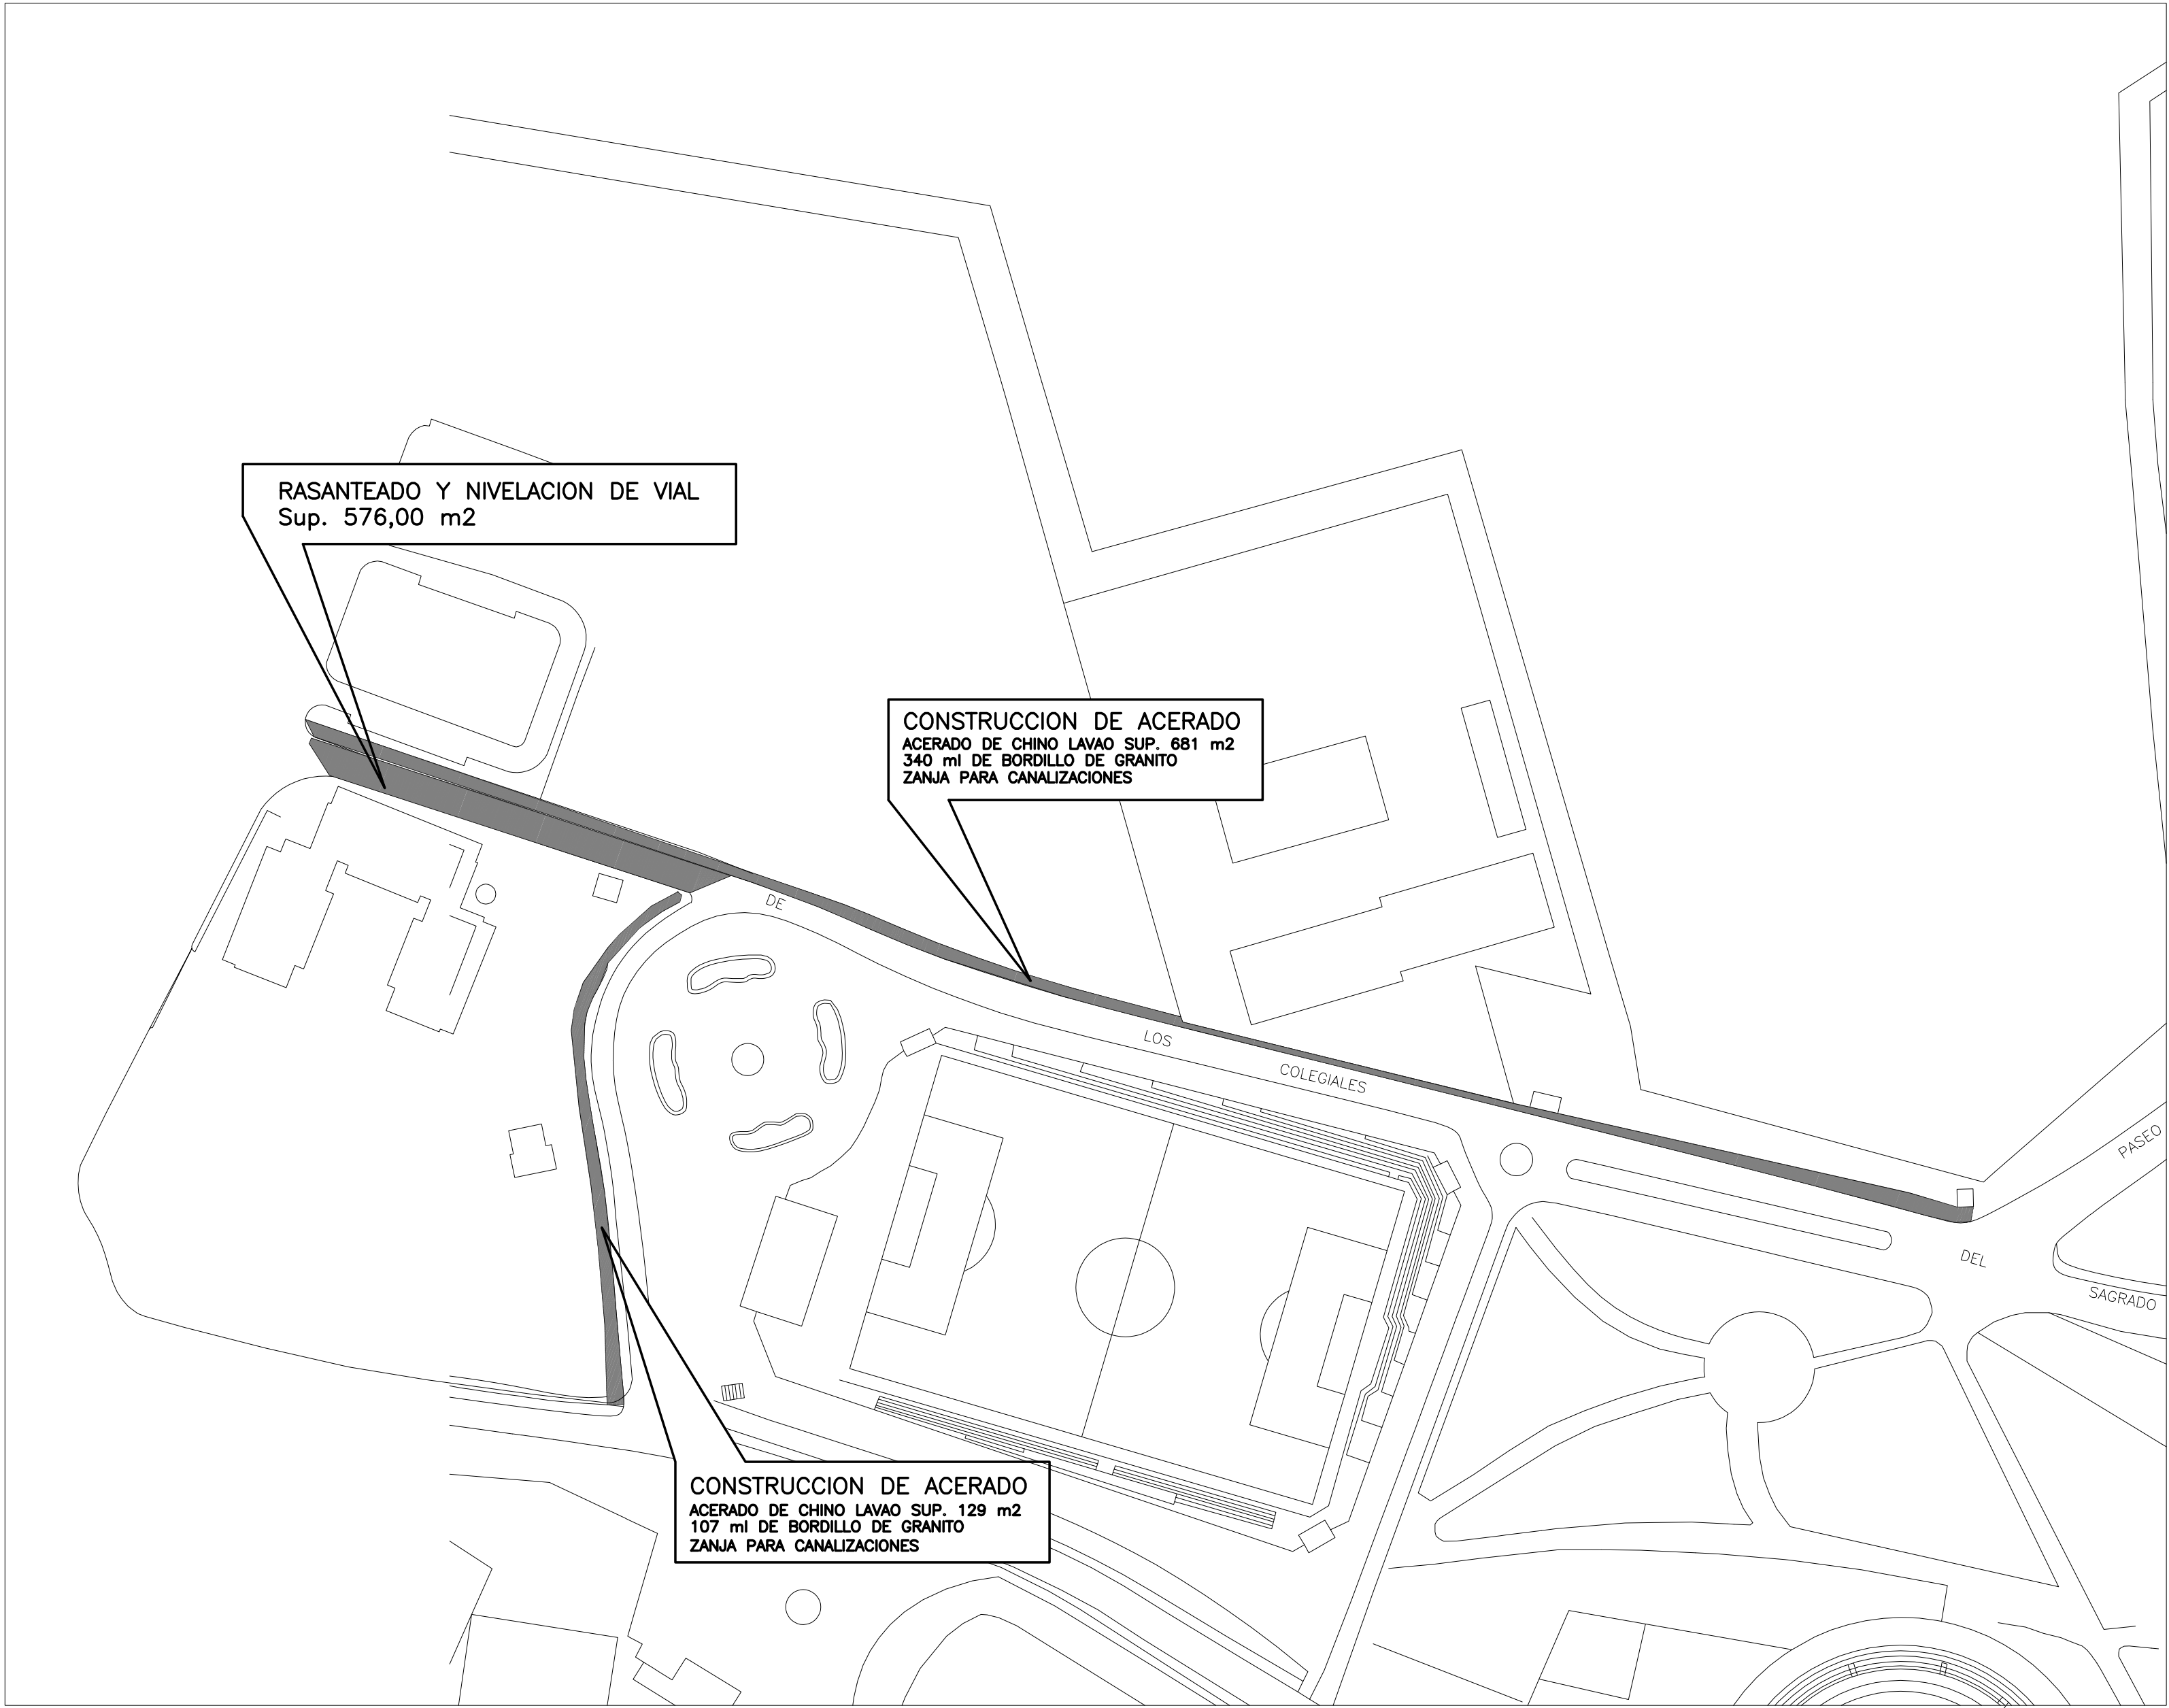 RASANTEADO Y NIVELACION DE VIAL
Sup. 576,00 m2
CONSTRUCCION DE ACERADO
ACERADO DE CHINO LAVAO SUP. 681 m2
340 ml DE BORDILLO DE GRANITO
ZANJA PARA CANALIZACIONES
DE
LOS
COLEGIALES
PASEO
DEL
SAGRADO
CONSTRUCCION DE ACERADO
ACERADO DE CHINO LAVAO SUP. 129 m2
107 ml DE BORDILLO DE GRANITO
ZANJA PARA CANALIZACIONES